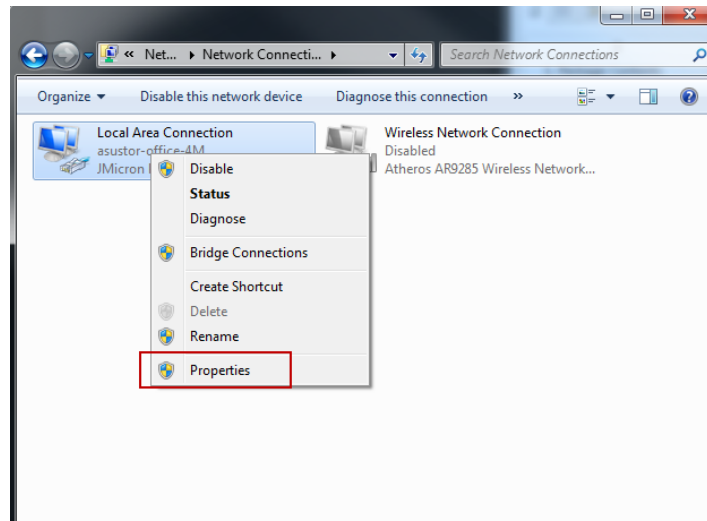 « Net... Network Connecti...
Search Network Connections
Organize Disable this network device Diagnose this connection »
Local Area Connection
asustor-office-4M
JMicron
Wireless Network Connection
Disabled
Atheros AR9285 Wireless Network...
Disable
Status
Diagnose
Bridge Connections
Create Shortcut
Delete
Rename
Properties